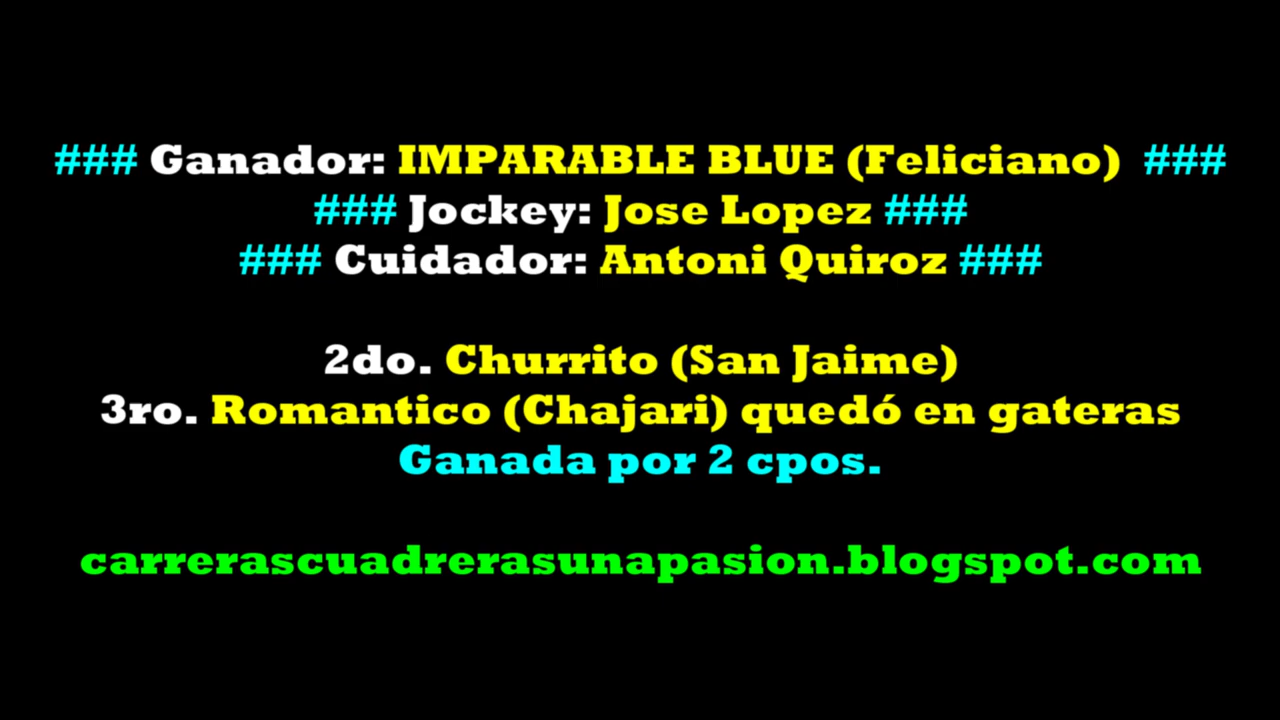 ### Ganador: IMPARABLE BLUE (Feliciano) ###
### Jockey: Jose Lopez ###
### Cuidador: Antoni Quiroz ###
2do. Churrito (San Jaime)
3ro. Romantico (Chajari) quedó en gateras
Ganada por 2 cpos.
carrerascuadrerasunapasion.blogspot.com